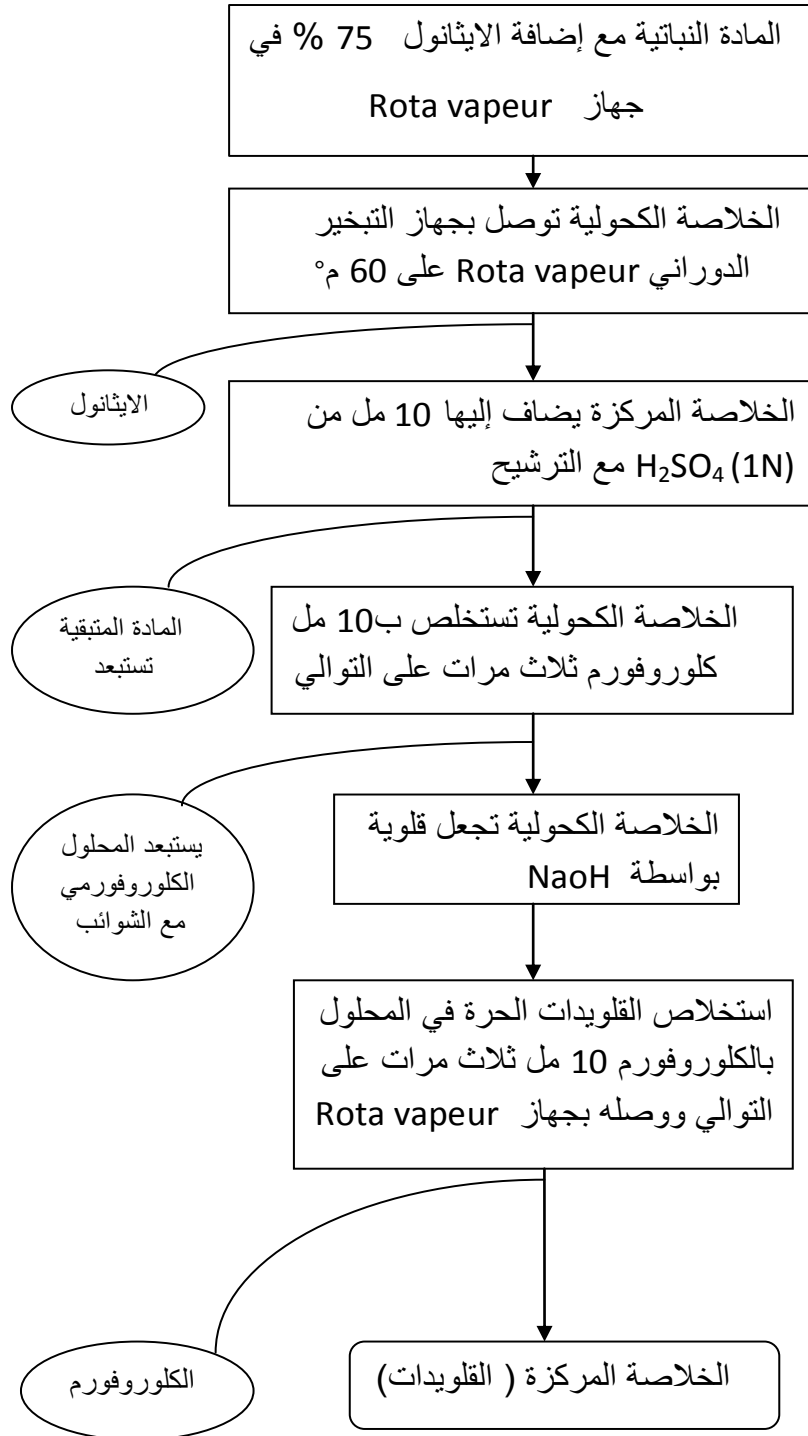 المادة النباتية مع إضافة الايثانول 75 % في
جهاز Rota vapeur
الخلاصة الكحولية توصل بجهاز التبخير
الدوراني Rota vapeur على 60 م°
الايثانول
الخلاصة المركزة يضاف إليها 10 مل من
H₂SO₄ (1N) مع الترشيح
المادة المتبقية
تستبعد
الخلاصة الكحولية تستخلص ب10 مل
كلوروفورم ثلاث مرات على التوالي
يستبعد المحلول
الكلوروفورمي
مع الشوائب
الخلاصة الكحولية تجعل قلوية
بواسطة NaoH
استخلاص القلويدات الحرة في المحلول
بالكلوروفورم 10 مل ثلاث مرات على
التوالي ووصله بجهاز Rota vapeur
الكلوروفورم
الخلاصة المركزة ( القلويدات)